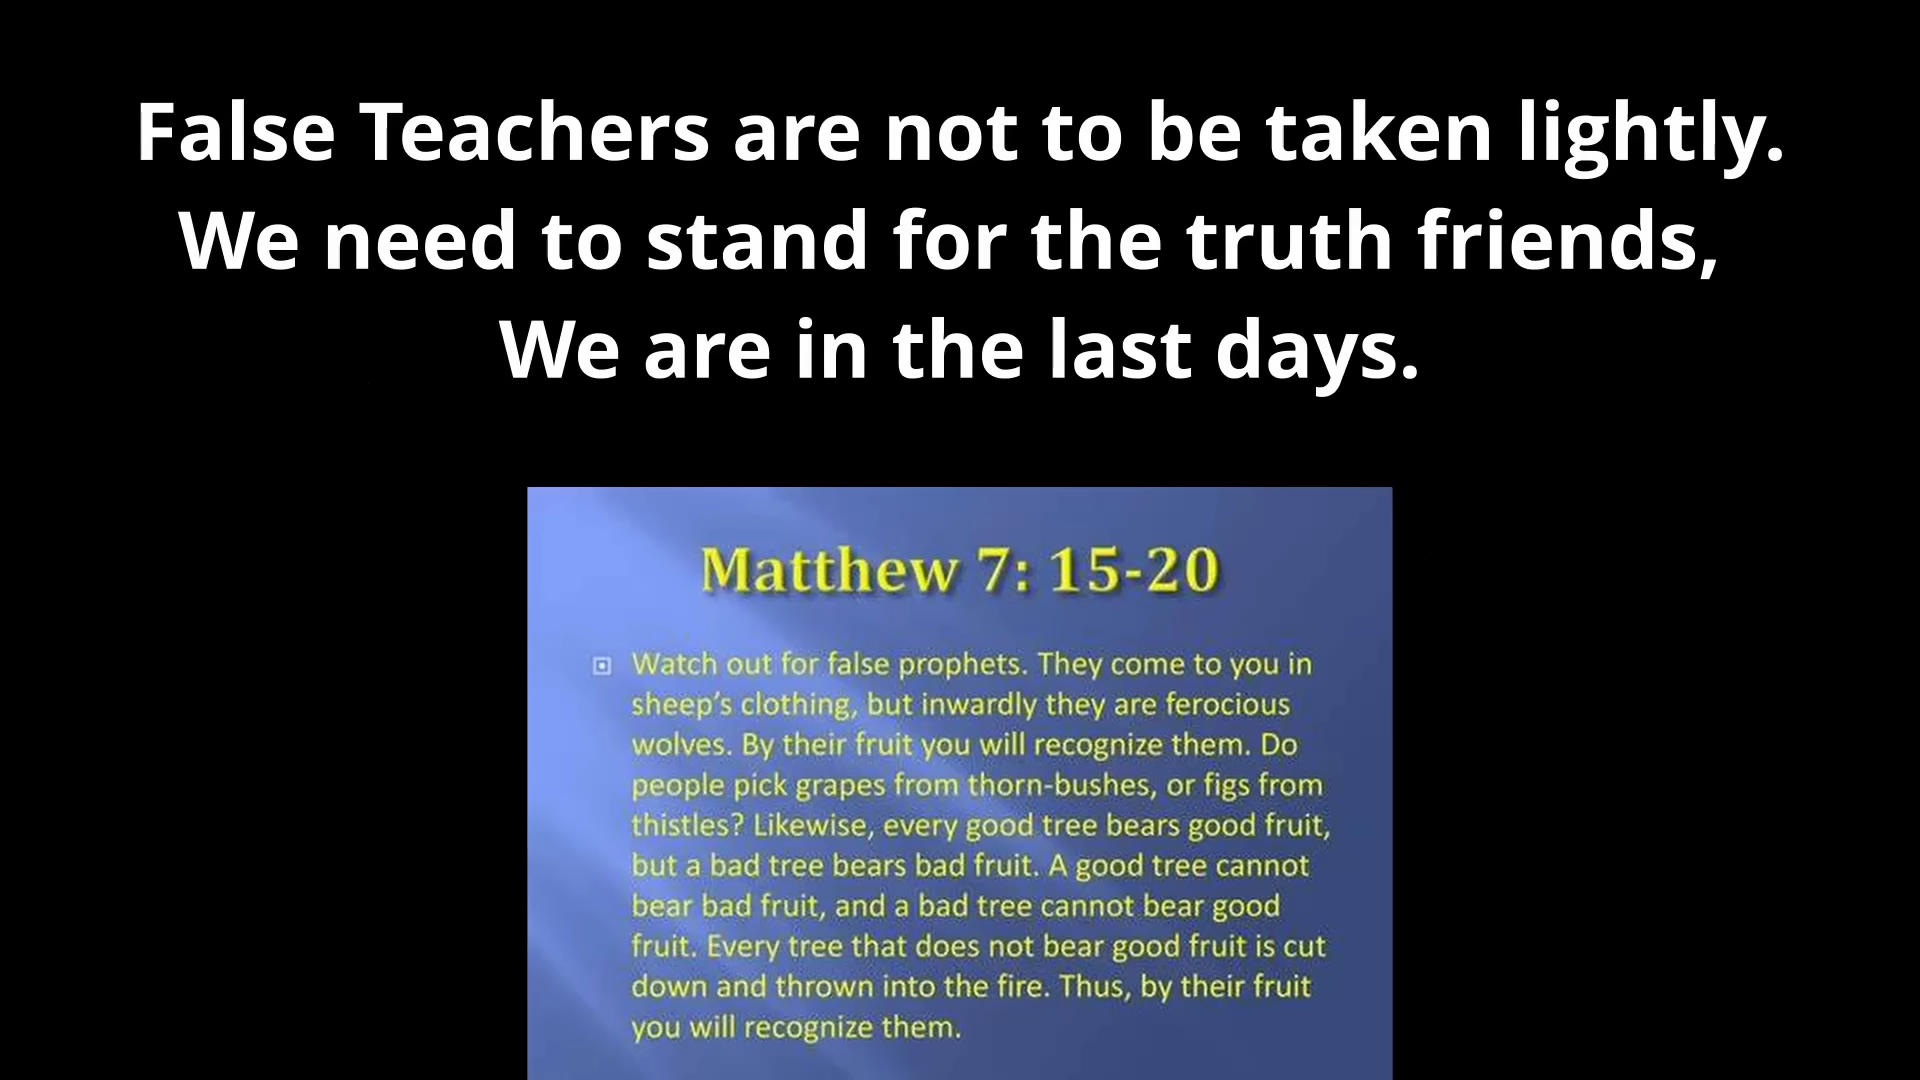 False Teachers are not to be taken lightly.
We need to stand for the truth friends,
We are in the last days.
Matthew 7: 15-20
Watch out for false prophets. They come to you in
sheep's clothing, but inwardly they are ferocious
wolves. By their fruit you will recognize them. Do
people pick grapes from thorn-bushes, or figs from
thistles? Likewise, every good tree bears good fruit,
but a bad tree bears bad fruit. A good tree cannot
bear bad fruit, and a bad tree cannot bear good
fruit. Every tree that does not bear good fruit is cut
down and thrown into the fire. Thus, by their fruit
you will recognize them.